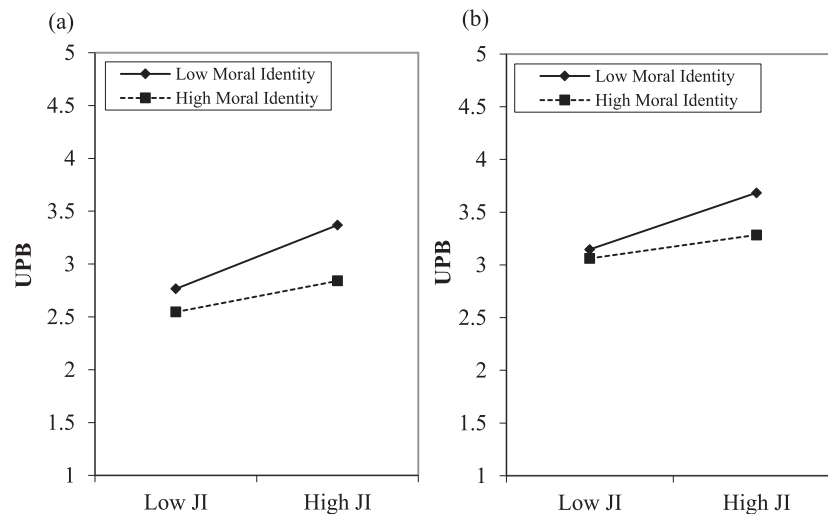 (a)
5
4.5
4
3.5
3
2.5
2
1.5
1
UPB
Low Moral Identity
High Moral Identity
Low JI
High JI
(b)
5
4.5
4
3.5
3
2.5
2
1.5
1
UPB
Low Moral Identity
High Moral Identity
Low JI
High JI